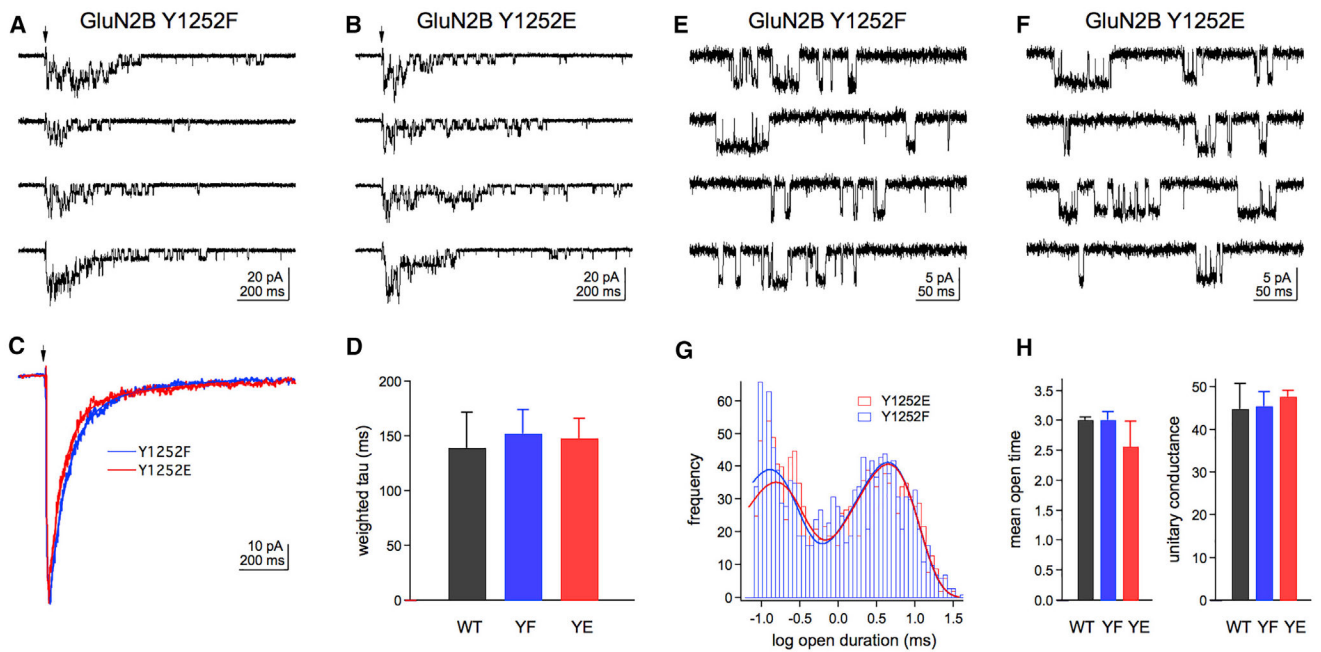 A GluN2B Y1252F
20 pA
200 ms
B GluN2B Y1252E
20 pA
200 ms
E GluN2B Y1252F
5 pA
50 ms
F GluN2B Y1252E
5 pA
50 ms
C
Y1252F
Y1252E
10 pA
200 ms
D
weighted tau (ms)
200
150
100
50
0
WT YF YE
G
Y1252E
Y1252F
frequency
60
50
40
30
20
10
0
-1.0 -0.5 0.0 0.5 1.0 1.5
log open duration (ms)
H
mean open time
3.5
3.0
2.5
2.0
1.5
1.0
0.5
0.0
WT YF YE
unitary conductance
50
40
30
20
10
0
WT YF YE